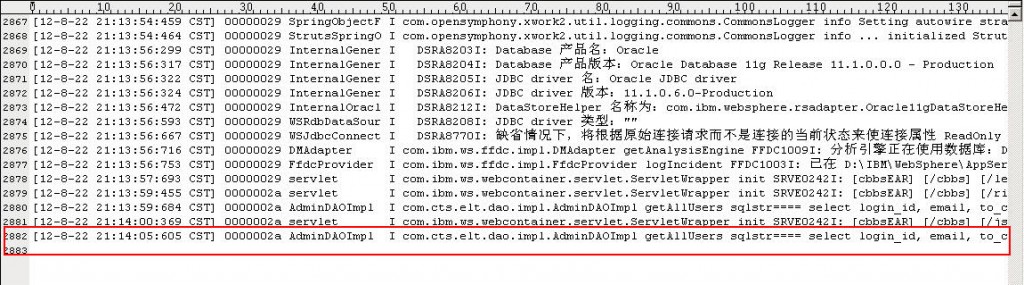 0 10 20 30 40 50 60 70 80 90 100 110 120 130
2867 [12-8-22 21:13:54:459 CST] 00000029 SpringObjectF I com.opensymphony.xwork2.util.logging.commons.CommonsLogger info Setting autowire stra
2868 [12-8-22 21:13:54:464 CST] 00000029 StrutsSpringO I com.opensymphony.xwork2.util.logging.commons.CommonsLogger info ... initialized Strut
2869 [12-8-22 21:13:56:299 CST] 00000029 InternalGener I DSRA8203I: Database 产品名：Oracle
2870 [12-8-22 21:13:56:317 CST] 00000029 InternalGener I DSRA8204I: Database 产品版本：Oracle Database 11g Release 11.1.0.0.0 - Production
2871 [12-8-22 21:13:56:322 CST] 00000029 InternalGener I DSRA8205I: JDBC driver 名：Oracle JDBC driver
2872 [12-8-22 21:13:56:324 CST] 00000029 InternalGener I DSRA8206I: JDBC driver 版本：11.1.0.6.0-Production
2873 [12-8-22 21:13:56:472 CST] 00000029 InternalOracl I DSRA8212I: DataStoreHelper 名称为：com.ibm.websphere.rsadapter.Oracle11gDataStoreHe
2874 [12-8-22 21:13:56:593 CST] 00000029 WSRdbDataSour I DSRA8208I: JDBC driver 类型：""
2875 [12-8-22 21:13:56:667 CST] 00000029 WSJdbcConnect I DSRA8770I: 缺省情况下，将根据原始连接请求而不是连接的当前状态来使连接属性 ReadOnly
2876 [12-8-22 21:13:56:716 CST] 00000029 DMAdapter I com.ibm.ws.ffdc.impl.DMAdapter getAnalysisEngine FFDC1009I: 分析引擎正在使用数据库：D
2877 [12-8-22 21:13:56:753 CST] 00000029 FfdcProvider I com.ibm.ws.ffdc.impl.FfdcProvider logIncident FFDC1003I: 已在 D:\IBM\WebSphere\AppSer
2878 [12-8-22 21:13:57:693 CST] 00000029 servlet I com.ibm.ws.webcontainer.servlet.ServletWrapper init SRVE0242I: [cbbsEAR] [/cbbs] [/le
2879 [12-8-22 21:13:59:455 CST] 0000002a servlet I com.ibm.ws.webcontainer.servlet.ServletWrapper init SRVE0242I: [cbbsEAR] [/cbbs] [/ri
2880 [12-8-22 21:13:59:684 CST] 0000002a AdminDAOImpl I com.cts.elt.dao.impl.AdminDAOImpl getAllUsers sqlstr==== select login_id, email, to_c
2881 [12-8-22 21:14:00:369 CST] 0000002a servlet I com.ibm.ws.webcontainer.servlet.ServletWrapper init SRVE0242I: [cbbsEAR] [/cbbs] [/js
2882 [12-8-22 21:14:05:605 CST] 0000002a AdminDAOImpl I com.cts.elt.dao.impl.AdminDAOImpl getAllUsers sqlstr==== select login_id, email, to_c
2883